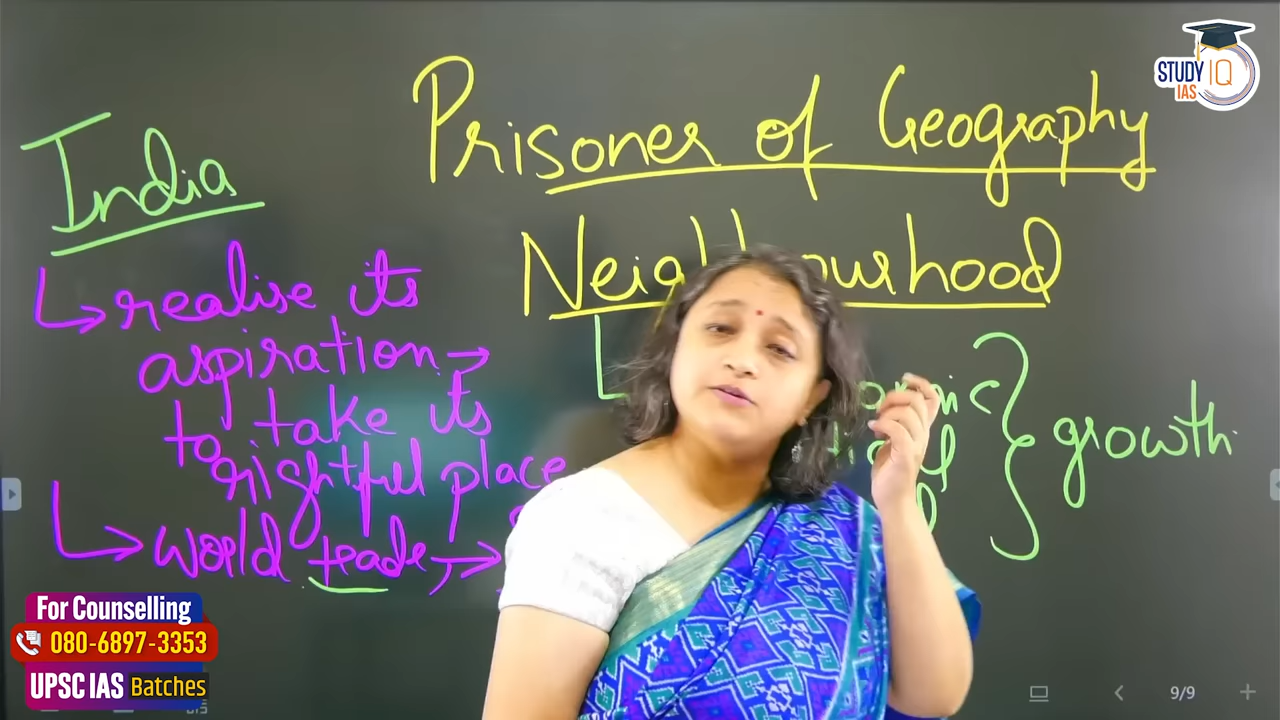 Prisoner of Geography
STUDY IQ
IAS
India
realise its
aspiration →
to take its
rightful place
world trade, →
growth
For Counselling
080-6897-3353
UPSC IAS Batches
9/9